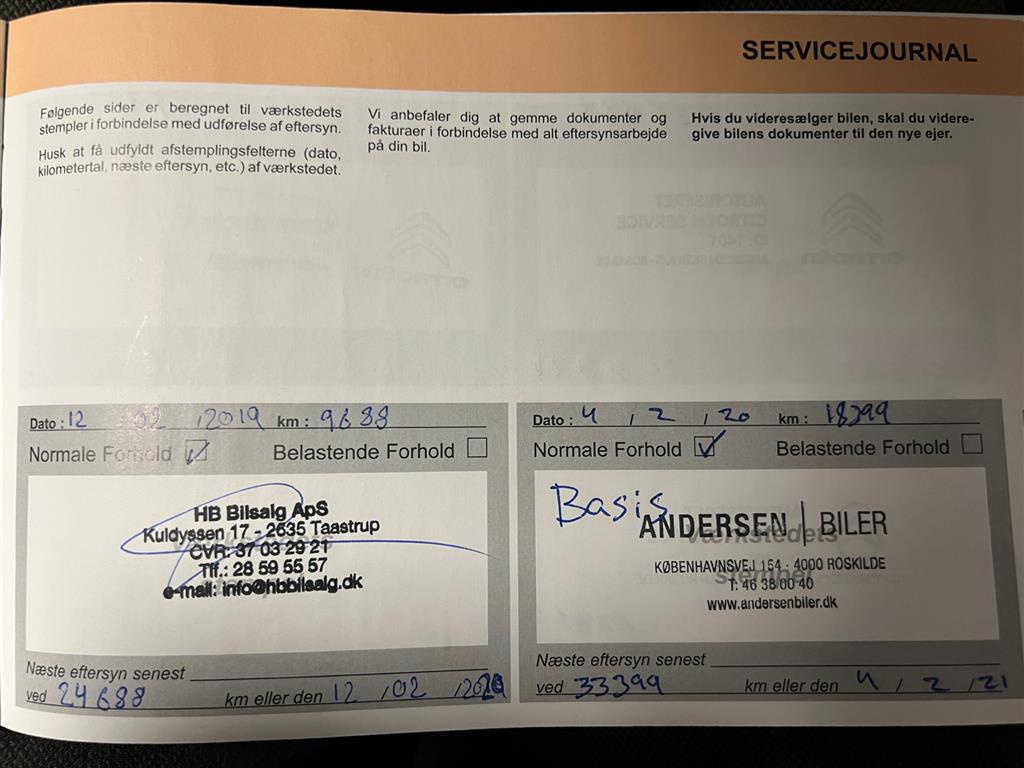 SERVICEJOURNAL
Følgende sider er beregnet til værkstedets
stempler i forbindelse med udførelse af eftersyn.
Husk at få udfyldt afstemplingsfelterne (dato,
kilometertal, næste eftersyn, etc.) af værkstedet.
Vi anbefaler dig at gemme dokumenter og
fakturaer i forbindelse med alt eftersynsarbejde
på din bil.
Hvis du videresælger bilen, skal du videre-
give bilens dokumenter til den nye ejer.
Dato : 12 02 / 2019 km : 9688
Normale Forhold Belastende Forhold
HB Bilsalg ApS
Kuldyssen 17 - 2635 Taastrup
CVR: 37 03 29 21
Tlf.: 28 59 55 57
e-mail: info@hbbilsalg.dk
Næste eftersyn senest
ved 24688 km eller den 12 / 02 / 2020
Dato : 4 / 2 / 20 km : 18399
Normale Forhold Belastende Forhold
Basis
ANDERSEN | BILER
Værkstedets
stempel
KØBENHAVNSVEJ 154 · 4000 ROSKILDE
T: 46 38 00 40
www.andersenbiler.dk
Næste eftersyn senest
ved 33399 km eller den 4 / 2 / 21